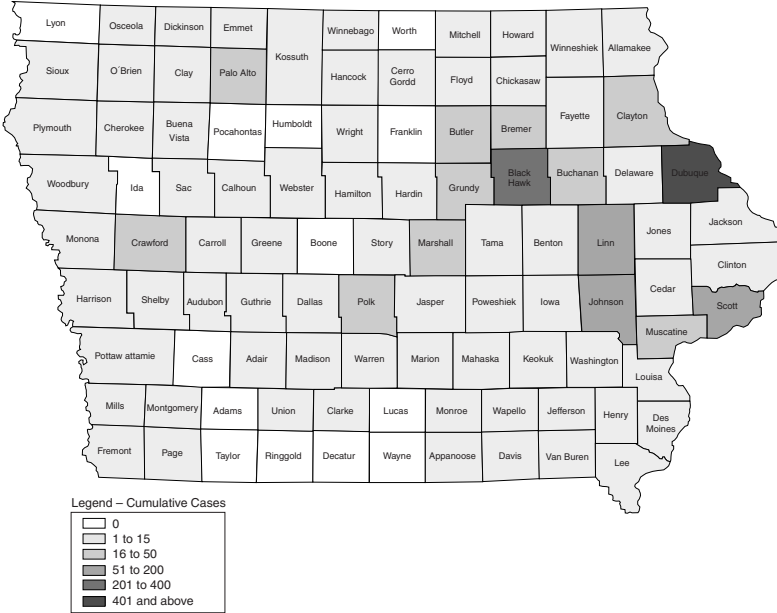 Lyon Osceola Dickinson Emmet Winnebago Worth Mitchell Howard
Kossuth Winneshiek Allamakee
Sioux O'Brien Clay Palo Alto Hancock Cerro Gordd Floyd Chickasaw
Plymouth Cherokee Buena Vista Pocahontas Humboldt Wright Franklin Butler Bremer Fayette Clayton
Woodbury Ida Sac Calhoun Webster Hamilton Hardin Grundy Black Hawk Buchanan Delaware Dubuque
Monona Crawford Carroll Greene Boone Story Marshall Tama Benton Linn Jones Jackson
Clinton
Harrison Shelby Audubon Guthrie Dallas Polk Jasper Poweshiek Iowa Johnson Cedar Scott
Muscatine
Pottaw attamie Cass Adair Madison Warren Marion Mahaska Keokuk Washington
Louisa
Mills Montgomery Adams Union Clarke Lucas Monroe Wapello Jefferson Henry Des Moines
Fremont Page Taylor Ringgold Decatur Wayne Appanoose Davis Van Buren Lee
Legend – Cumulative Cases
0
1 to 15
16 to 50
51 to 200
201 to 400
401 and above